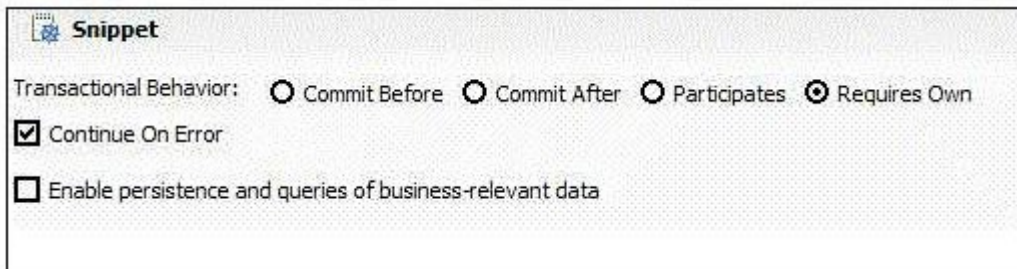 Snippet
Transactional Behavior: Commit Before Commit After Participates Requires Own
Continue On Error
Enable persistence and queries of business-relevant data